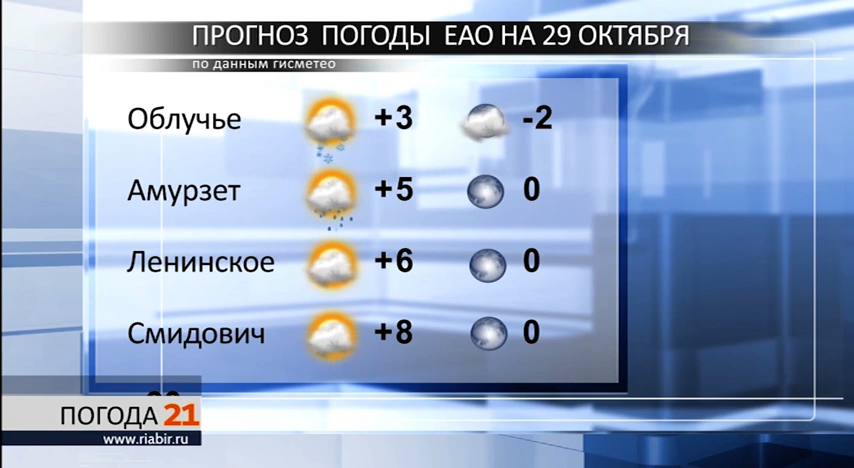 ПРОГНОЗ ПОГОДЫ ЕАО НА 29 ОКТЯБРЯ
по данным гисметео
Облучье +3 -2
Амурзет +5 0
Ленинское +6 0
Смидович +8 0
ПОГОДА 21
www.riabir.ru